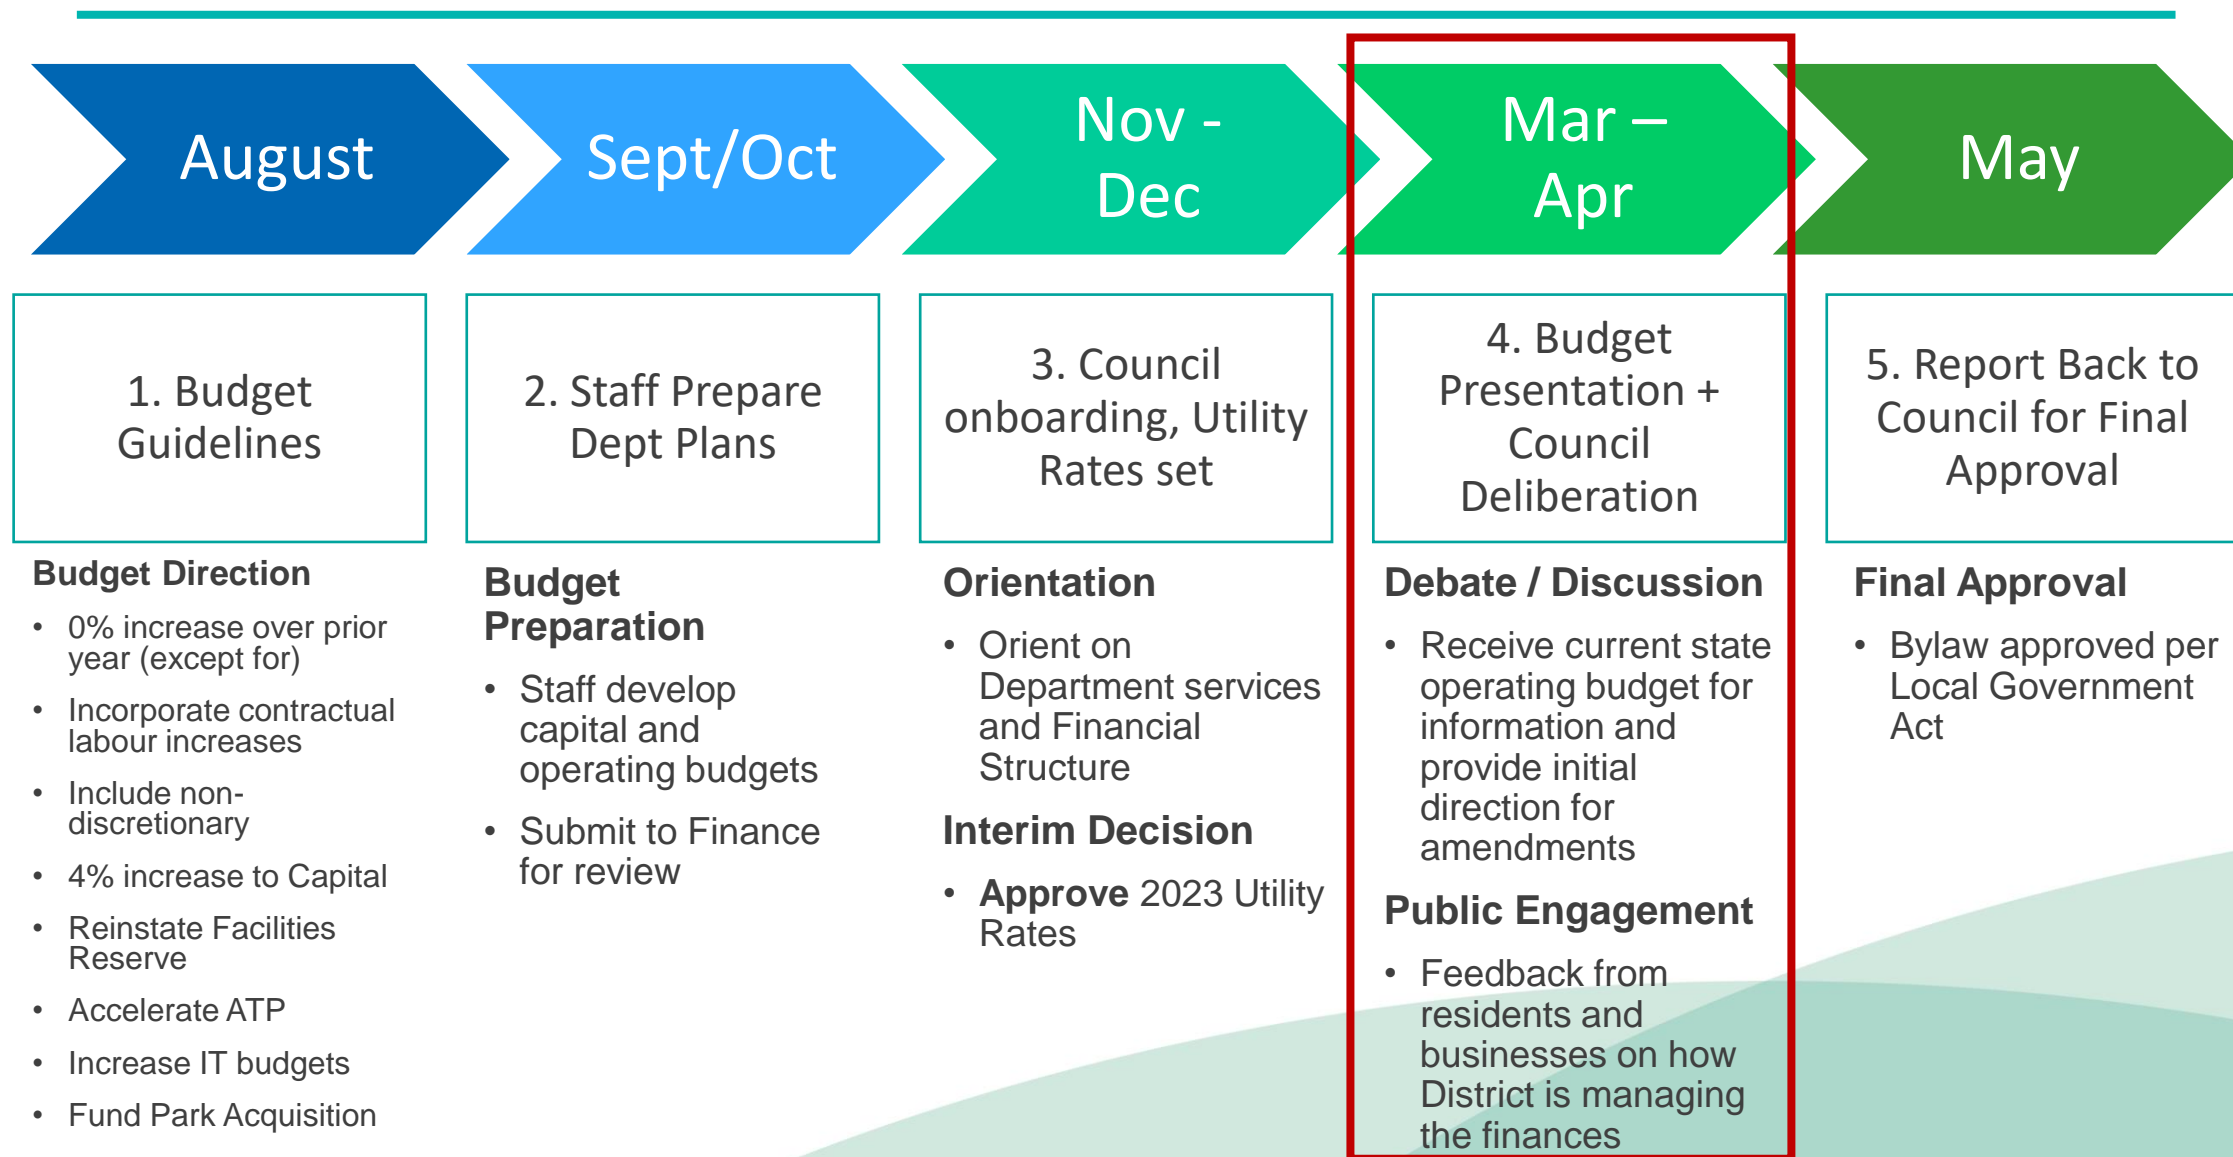 August
Sept/Oct
Nov -
Dec
Mar –
Apr
May
1. Budget
Guidelines
2. Staff Prepare
Dept Plans
3. Council
onboarding, Utility
Rates set
4. Budget
Presentation +
Council
Deliberation
5. Report Back to
Council for Final
Approval
Budget Direction
• 0% increase over prior
year (except for)
• Incorporate contractual
labour increases
• Include non-
discretionary
• 4% increase to Capital
• Reinstate Facilities
Reserve
• Accelerate ATP
• Increase IT budgets
• Fund Park Acquisition
Budget
Preparation
• Staff develop
capital and
operating budgets
• Submit to Finance
for review
Orientation
• Orient on
Department services
and Financial
Structure
Interim Decision
• Approve 2023 Utility
Rates
Debate / Discussion
• Receive current state
operating budget for
information and
provide initial
direction for
amendments
Public Engagement
• Feedback from
residents and
businesses on how
District is managing
the finances
Final Approval
• Bylaw approved per
Local Government
Act